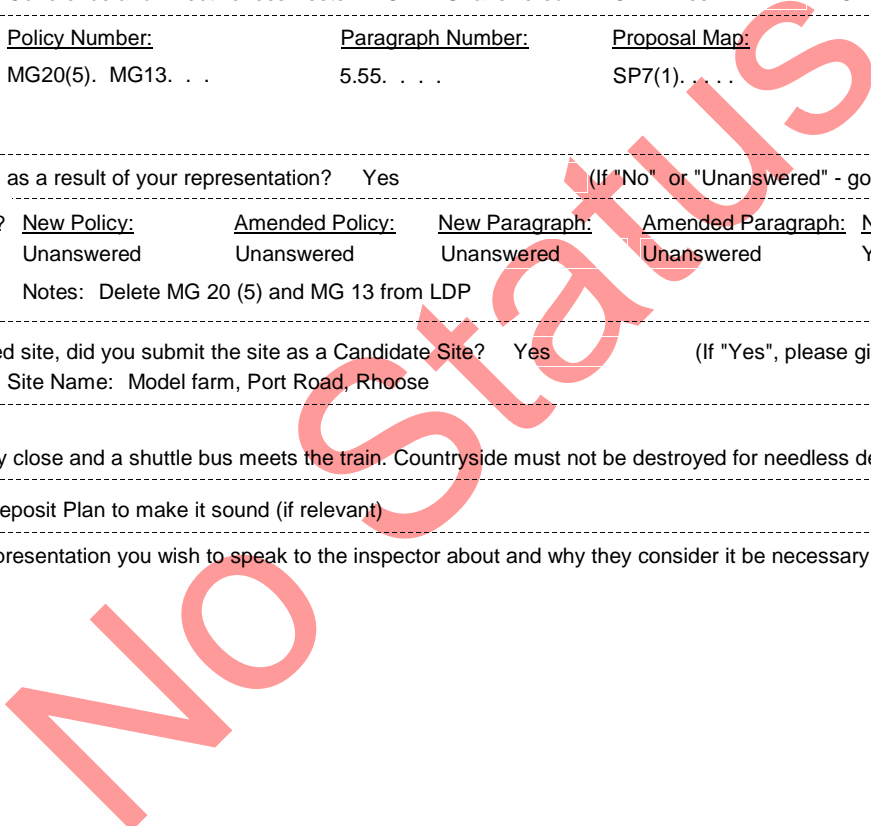 Policy Number: Paragraph Number: Proposal Map:
MG20(5). MG13. . . 5.55. . . . SP7(1). . . . .
as a result of your representation? Yes (If "No" or "Unanswered" - go
? New Policy: Amended Policy: New Paragraph: Amended Paragraph: N
Unanswered Unanswered Unanswered Unanswered Y
Notes: Delete MG 20 (5) and MG 13 from LDP
ed site, did you submit the site as a Candidate Site? Yes (If "Yes", please gi
Site Name: Model farm, Port Road, Rhoose
y close and a shuttle bus meets the train. Countryside must not be destroyed for needless de
eposit Plan to make it sound (if relevant)
presentation you wish to speak to the inspector about and why they consider it be necessary
No Status